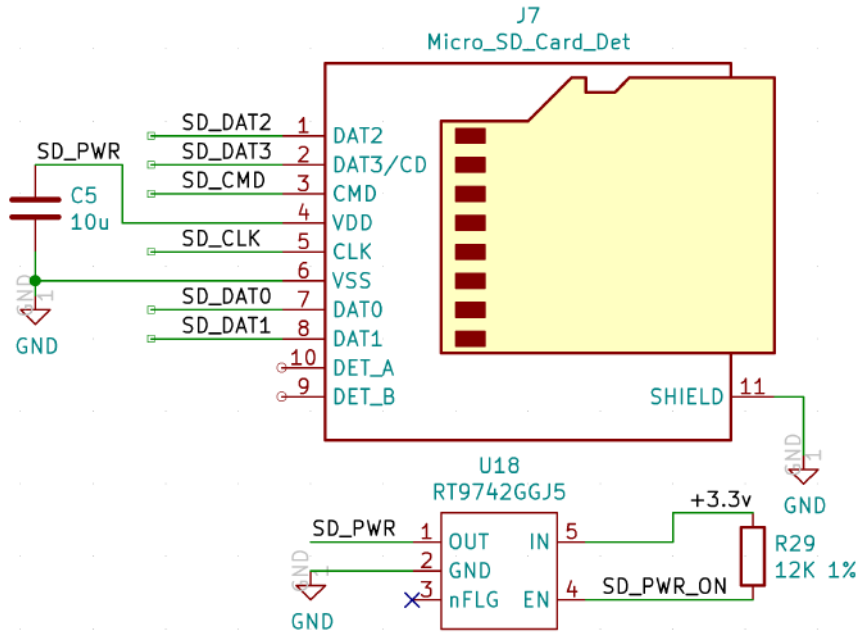 J7
Micro_SD_Card_Det
SD_DAT2 1 DAT2
SD_DAT3 2 DAT3/CD
SD_PWR
SD_CMD 3 CMD
C5
10u
4 VDD
SD_CLK 5 CLK
6 VSS
GND 1
GND
SD_DAT0 7 DAT0
SD_DAT1 8 DAT1
10 DET_A
9 DET_B
SHIELD 11
GND 1
GND
U18
RT9742GGJ5
+3.3v
SD_PWR 1 OUT IN 5
R29
12K 1%
2 GND
GND 1
GND
3 nFLG EN 4 SD_PWR_ON